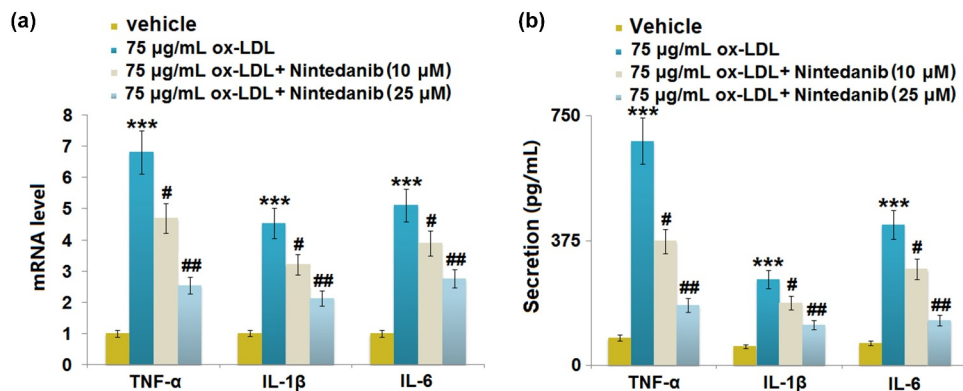 (a)
vehicle
75 µg/mL ox-LDL
75 µg/mL ox-LDL+ Nintedanib (10 µM)
75 µg/mL ox-LDL+ Nintedanib (25 µM)
mRNA level
8
7
6
5
4
3
2
1
0
***
#
##
***
#
##
***
#
##
TNF-α
IL-1β
IL-6
(b)
Vehicle
75 µg/mL ox-LDL
75 µg/mL ox-LDL+ Nintedanib (10 µM)
75 µg/mL ox-LDL+ Nintedanib (25 µM)
Secretion (pg/mL)
750
375
0
***
#
##
***
#
##
***
#
##
TNF-α
IL-1β
IL-6